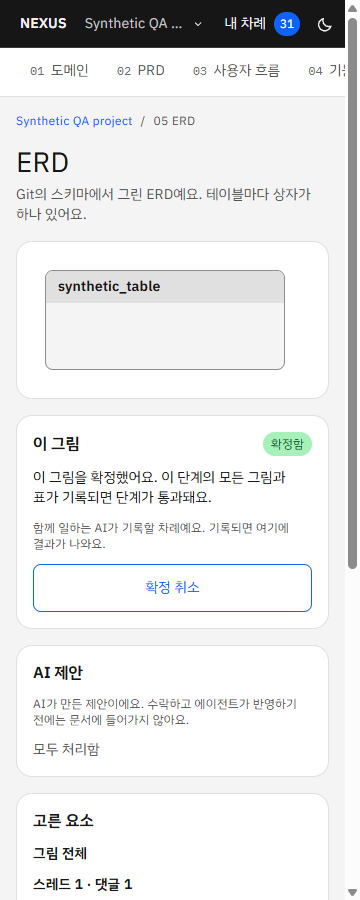 NEXUS Synthetic QA ... 내 차례 31
01 도메인 02 PRD 03 사용자 흐름 04
Synthetic QA project / 05 ERD
ERD
Git의 스키마에서 그린 ERD예요. 테이블마다 상자가
하나 있어요.
synthetic_table
이 그림 확정함
이 그림을 확정했어요. 이 단계의 모든 그림과
표가 기록되면 단계가 통과돼요.
함께 일하는 AI가 기록할 차례예요. 기록되면 여기에
결과가 나와요.
확정 취소
AI 제안
AI가 만든 제안이에요. 수락하고 에이전트가 반영하기
전에는 문서에 들어가지 않아요.
모두 처리함
고른 요소
그림 전체
스레드 1 · 댓글 1